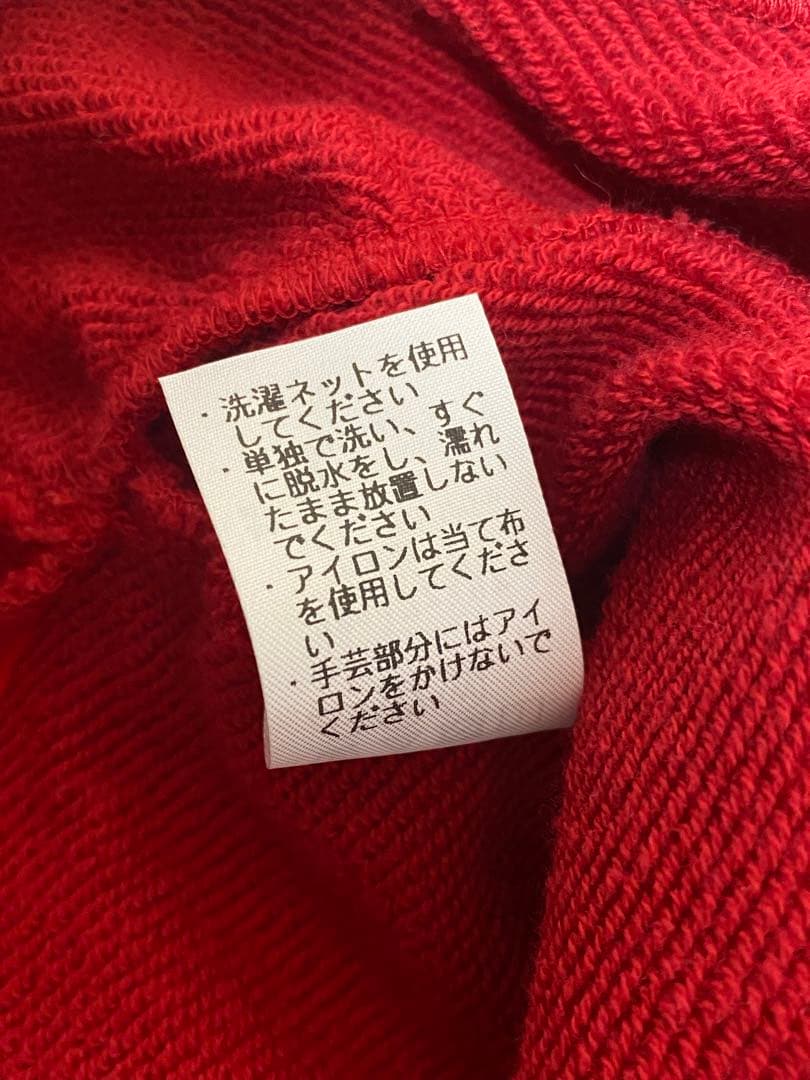 ・洗濯ネットを使用
してください
・単独で洗い、すぐ
に脱水をし、濡れ
たまま放置しない
でください
・アイロンは当て布
を使用してくださ
い
・手芸部分にはアイ
ロンをかけないで
ください